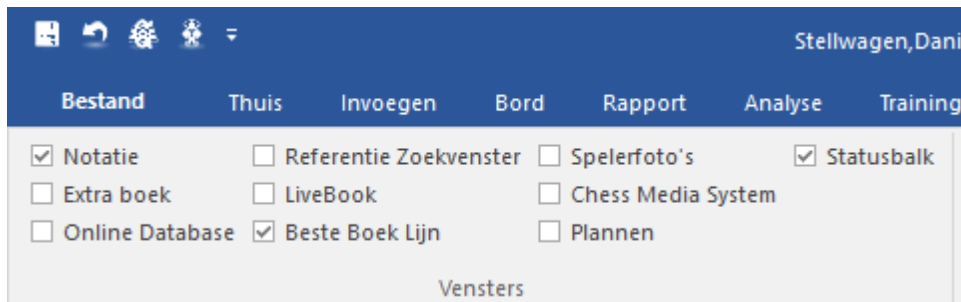 Stellwagen,Dani
Bestand Thuis Invoegen Bord Rapport Analyse Training
Notatie Referentie Zoekvenster Spelerfoto's Statusbalk
Extra boek LiveBook Chess Media System
Online Database Beste Boek Lijn Plannen
Vensters